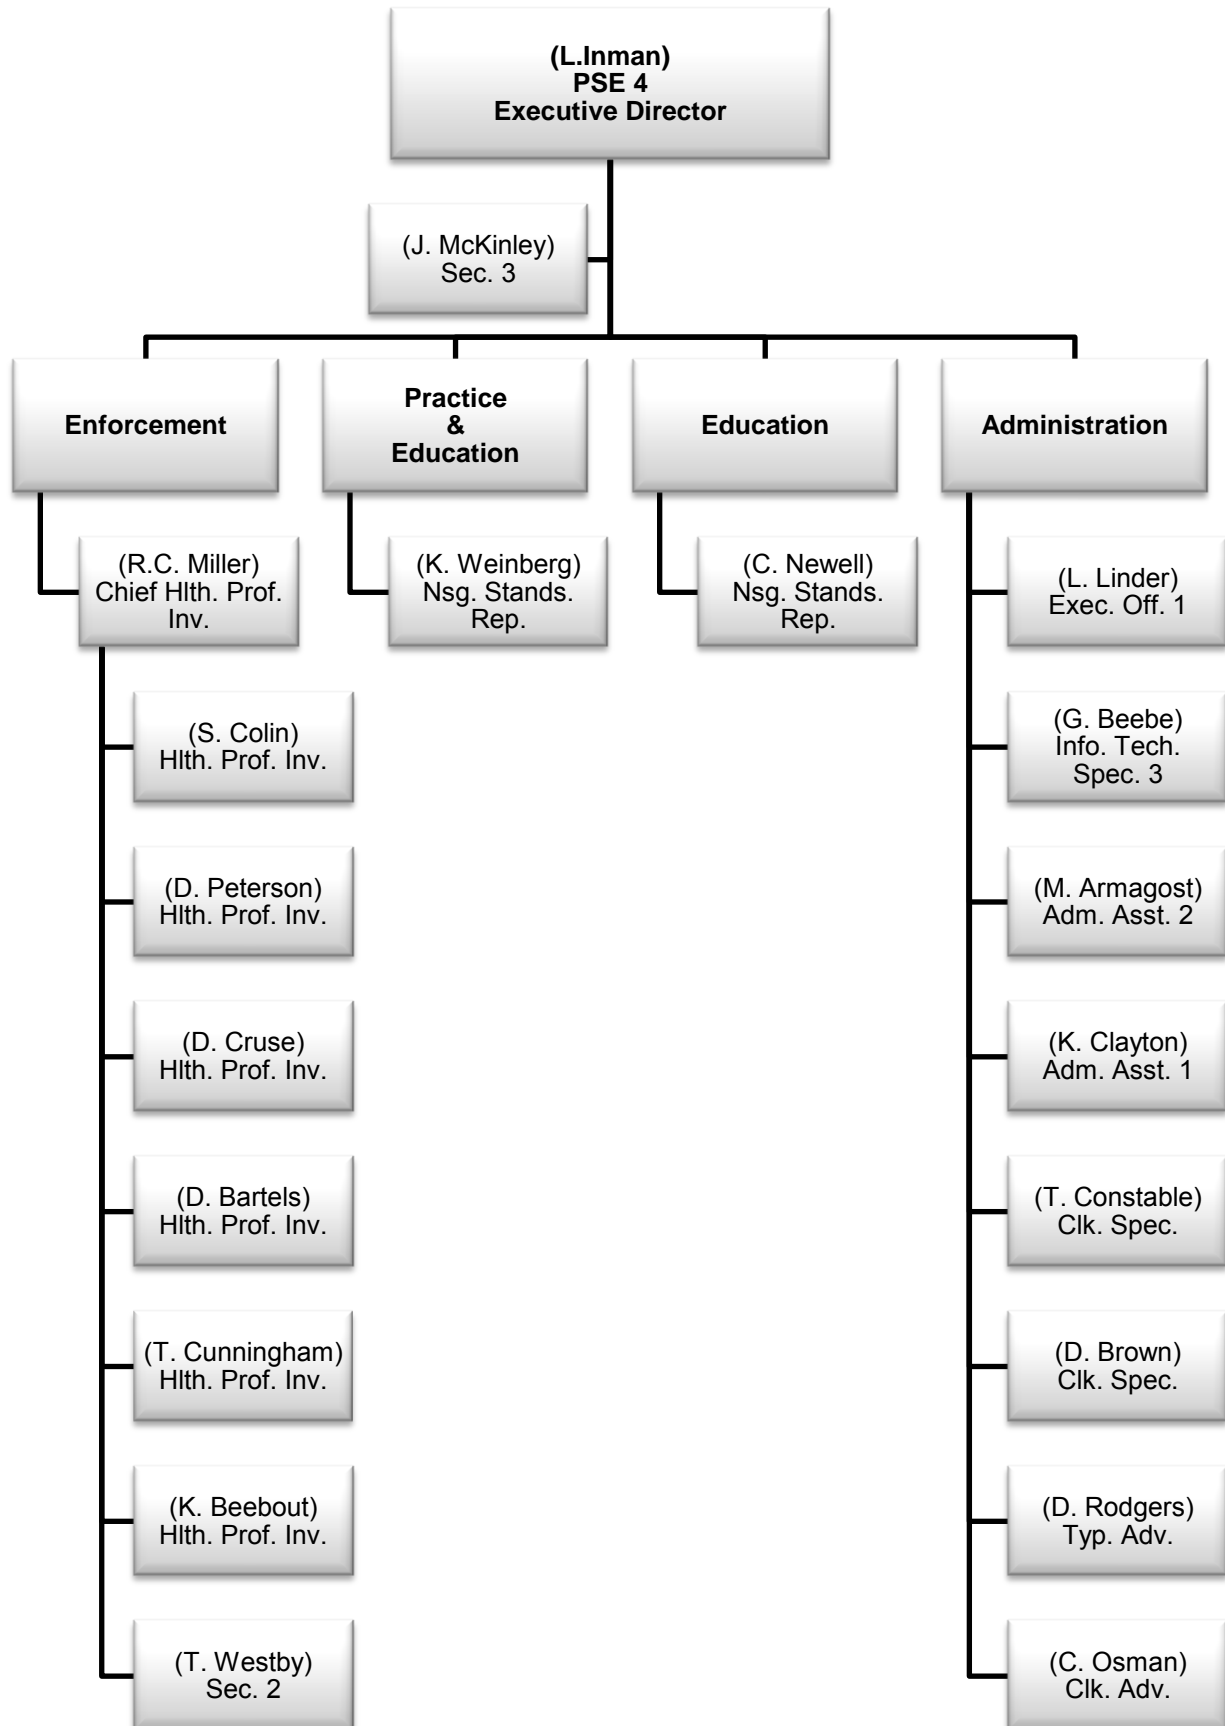 (L.Inman)
PSE 4
Executive Director
(J. McKinley)
Sec. 3
Enforcement
Practice
&
Education
Education
Administration
(R.C. Miller)
Chief Hlth. Prof.
Inv.
(K. Weinberg)
Nsg. Stands.
Rep.
(C. Newell)
Nsg. Stands.
Rep.
(L. Linder)
Exec. Off. 1
(S. Colin)
Hlth. Prof. Inv.
(G. Beebe)
Info. Tech.
Spec. 3
(D. Peterson)
Hlth. Prof. Inv.
(M. Armagost)
Adm. Asst. 2
(D. Cruse)
Hlth. Prof. Inv.
(K. Clayton)
Adm. Asst. 1
(D. Bartels)
Hlth. Prof. Inv.
(T. Constable)
Clk. Spec.
(T. Cunningham)
Hlth. Prof. Inv.
(D. Brown)
Clk. Spec.
(K. Beebout)
Hlth. Prof. Inv.
(D. Rodgers)
Typ. Adv.
(T. Westby)
Sec. 2
(C. Osman)
Clk. Adv.